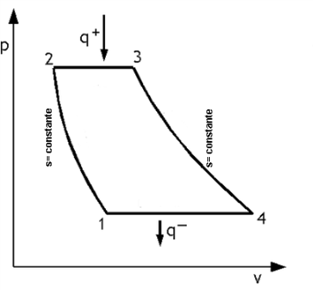 p
q+
2
3
s= constante
s= constante
1
q−
4
v